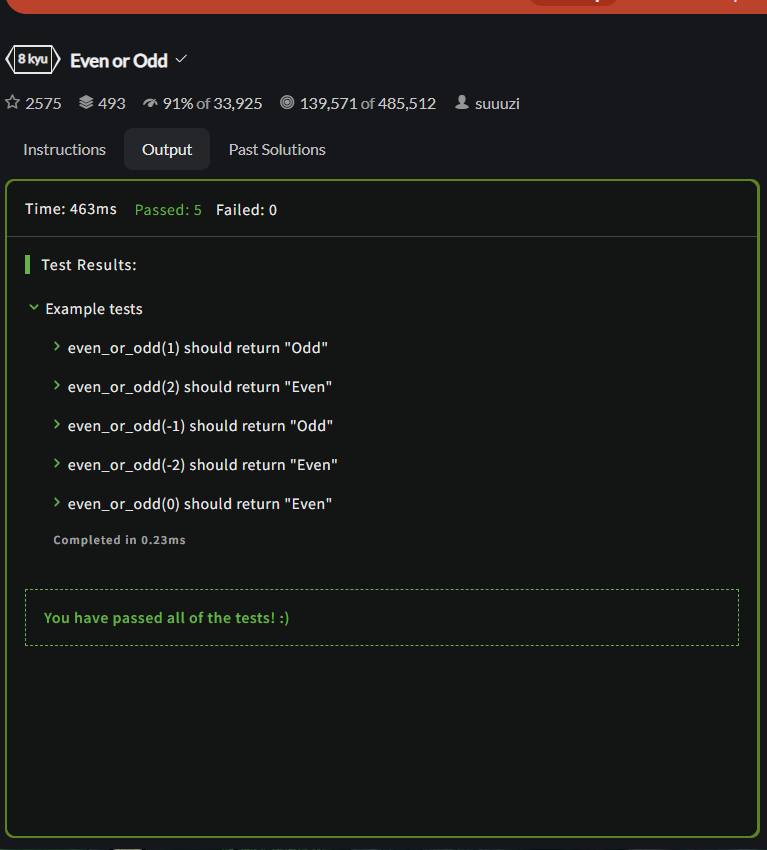 8 kyu Even or Odd
2575 493 91% of 33,925 139,571 of 485,512 suuuzi
Instructions Output Past Solutions
Time: 463ms Passed: 5 Failed: 0
Test Results:
Example tests
even_or_odd(1) should return "Odd"
even_or_odd(2) should return "Even"
even_or_odd(-1) should return "Odd"
even_or_odd(-2) should return "Even"
even_or_odd(0) should return "Even"
Completed in 0.23ms
You have passed all of the tests! :)